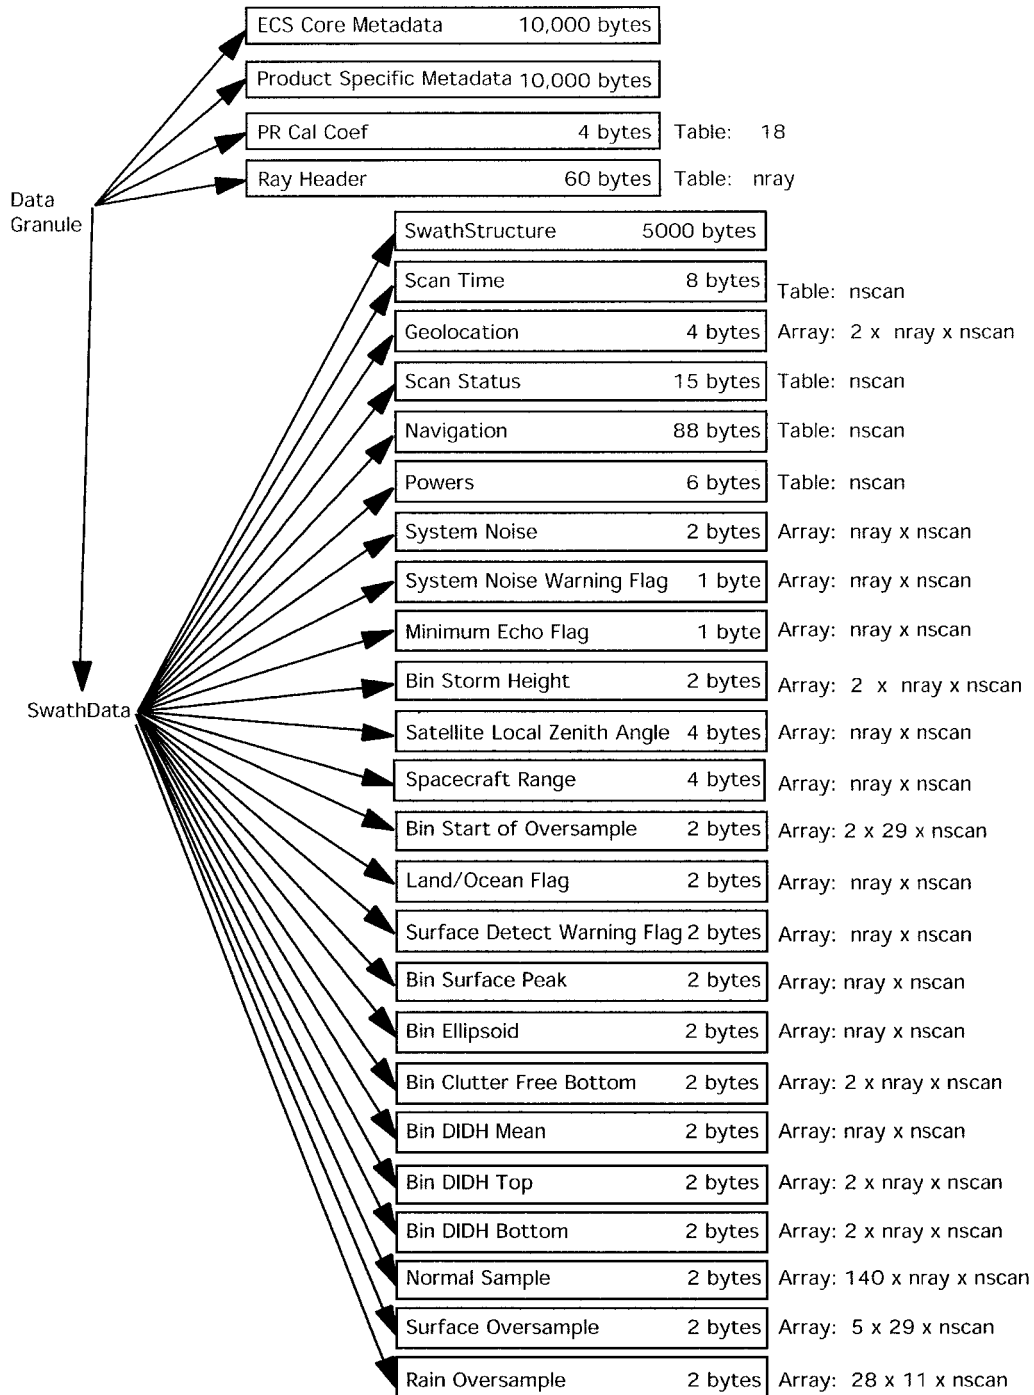 ECS Core Metadata 10,000 bytes
Product Specific Metadata 10,000 bytes
PR Cal Coef 4 bytes Table: 18
Ray Header 60 bytes Table: nray
Data
Granule
SwathStructure 5000 bytes
Scan Time 8 bytes Table: nscan
Geolocation 4 bytes Array: 2 x nray x nscan
Scan Status 15 bytes Table: nscan
Navigation 88 bytes Table: nscan
Powers 6 bytes Table: nscan
System Noise 2 bytes Array: nray x nscan
System Noise Warning Flag 1 byte Array: nray x nscan
Minimum Echo Flag 1 byte Array: nray x nscan
Bin Storm Height 2 bytes Array: 2 x nray x nscan
SwathData
Satellite Local Zenith Angle 4 bytes Array: nray x nscan
Spacecraft Range 4 bytes Array: nray x nscan
Bin Start of Oversample 2 bytes Array: 2 x 29 x nscan
Land/Ocean Flag 2 bytes Array: nray x nscan
Surface Detect Warning Flag 2 bytes Array: nray x nscan
Bin Surface Peak 2 bytes Array: nray x nscan
Bin Ellipsoid 2 bytes Array: nray x nscan
Bin Clutter Free Bottom 2 bytes Array: 2 x nray x nscan
Bin DIDH Mean 2 bytes Array: nray x nscan
Bin DIDH Top 2 bytes Array: 2 x nray x nscan
Bin DIDH Bottom 2 bytes Array: 2 x nray x nscan
Normal Sample 2 bytes Array: 140 x nray x nscan
Surface Oversample 2 bytes Array: 5 x 29 x nscan
Rain Oversample 2 bytes Array: 28 x 11 x nscan